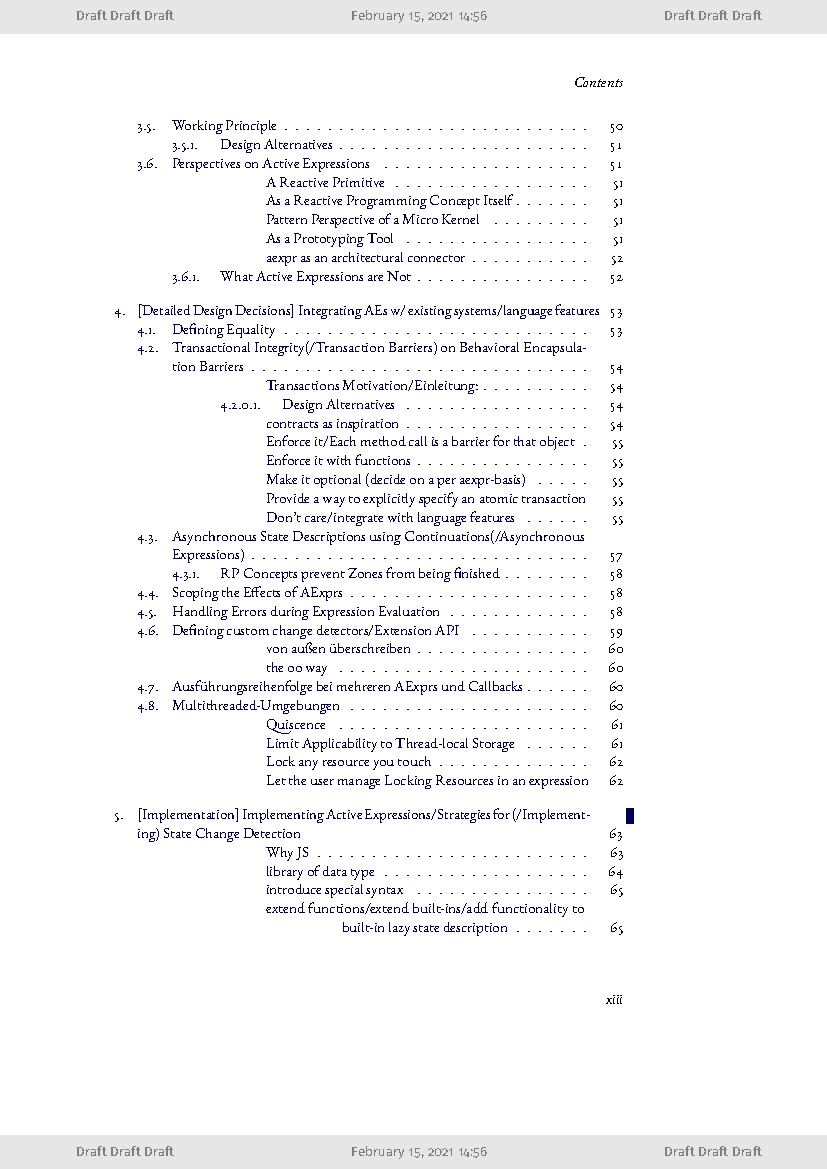 Draft Draft Draft February 15, 2021 14:56 Draft Draft Draft
Contents
3.5. Working Principle . . . . . . . . . . . . . . . . . . . . . . . . . . . . 50
3.5.1. Design Alternatives . . . . . . . . . . . . . . . . . . . . . . . 51
3.6. Perspectives on Active Expressions . . . . . . . . . . . . . . . . . . . 51
A Reactive Primitive . . . . . . . . . . . . . . . . . . 51
As a Reactive Programming Concept Itself . . . . . . . 51
Pattern Perspective of a Micro Kernel . . . . . . . . . 51
As a Prototyping Tool . . . . . . . . . . . . . . . . . 51
aexpr as an architectural connector . . . . . . . . . . . 52
3.6.1. What Active Expressions are Not . . . . . . . . . . . . . . . . 52
4. [Detailed Design Decisions] Integrating AEs w/ existing systems/language features 53
4.1. Defining Equality . . . . . . . . . . . . . . . . . . . . . . . . . . . . 53
4.2. Transactional Integrity(/Transaction Barriers) on Behavioral Encapsula-
tion Barriers . . . . . . . . . . . . . . . . . . . . . . . . . . . . . . . 54
Transactions Motivation/Einleitung: . . . . . . . . . . 54
4.2.0.1. Design Alternatives . . . . . . . . . . . . . . . . . 54
contracts as inspiration . . . . . . . . . . . . . . . . . 54
Enforce it/Each method call is a barrier for that object . 55
Enforce it with functions . . . . . . . . . . . . . . . . 55
Make it optional (decide on a per aexpr-basis) . . . . . 55
Provide a way to explicitly specify an atomic transaction 55
Don't care/integrate with language features . . . . . . 55
4.3. Asynchronous State Descriptions using Continuations(/Asynchronous
Expressions) . . . . . . . . . . . . . . . . . . . . . . . . . . . . . . . 57
4.3.1. RP Concepts prevent Zones from being finished . . . . . . . . 58
4.4. Scoping the Effects of AExprs . . . . . . . . . . . . . . . . . . . . . . 58
4.5. Handling Errors during Expression Evaluation . . . . . . . . . . . . . 58
4.6. Defining custom change detectors/Extension API . . . . . . . . . . . 59
von außen überschreiben . . . . . . . . . . . . . . . . 60
the oo way . . . . . . . . . . . . . . . . . . . . . . . 60
4.7. Ausführungsreihenfolge bei mehreren AExprs und Callbacks . . . . . . 60
4.8. Multithreaded-Umgebungen . . . . . . . . . . . . . . . . . . . . . . 60
Quiscence . . . . . . . . . . . . . . . . . . . . . . . 61
Limit Applicability to Thread-local Storage . . . . . . 61
Lock any resource you touch . . . . . . . . . . . . . . 62
Let the user manage Locking Resources in an expression 62
5. [Implementation] Implementing Active Expressions/Strategies for (/Implement-
ing) State Change Detection 63
Why JS . . . . . . . . . . . . . . . . . . . . . . . . . 63
library of data type . . . . . . . . . . . . . . . . . . . 64
introduce special syntax . . . . . . . . . . . . . . . . 65
extend functions/extend built-ins/add functionality to
built-in lazy state description . . . . . . . 65
xiii
Draft Draft Draft February 15, 2021 14:56 Draft Draft Draft